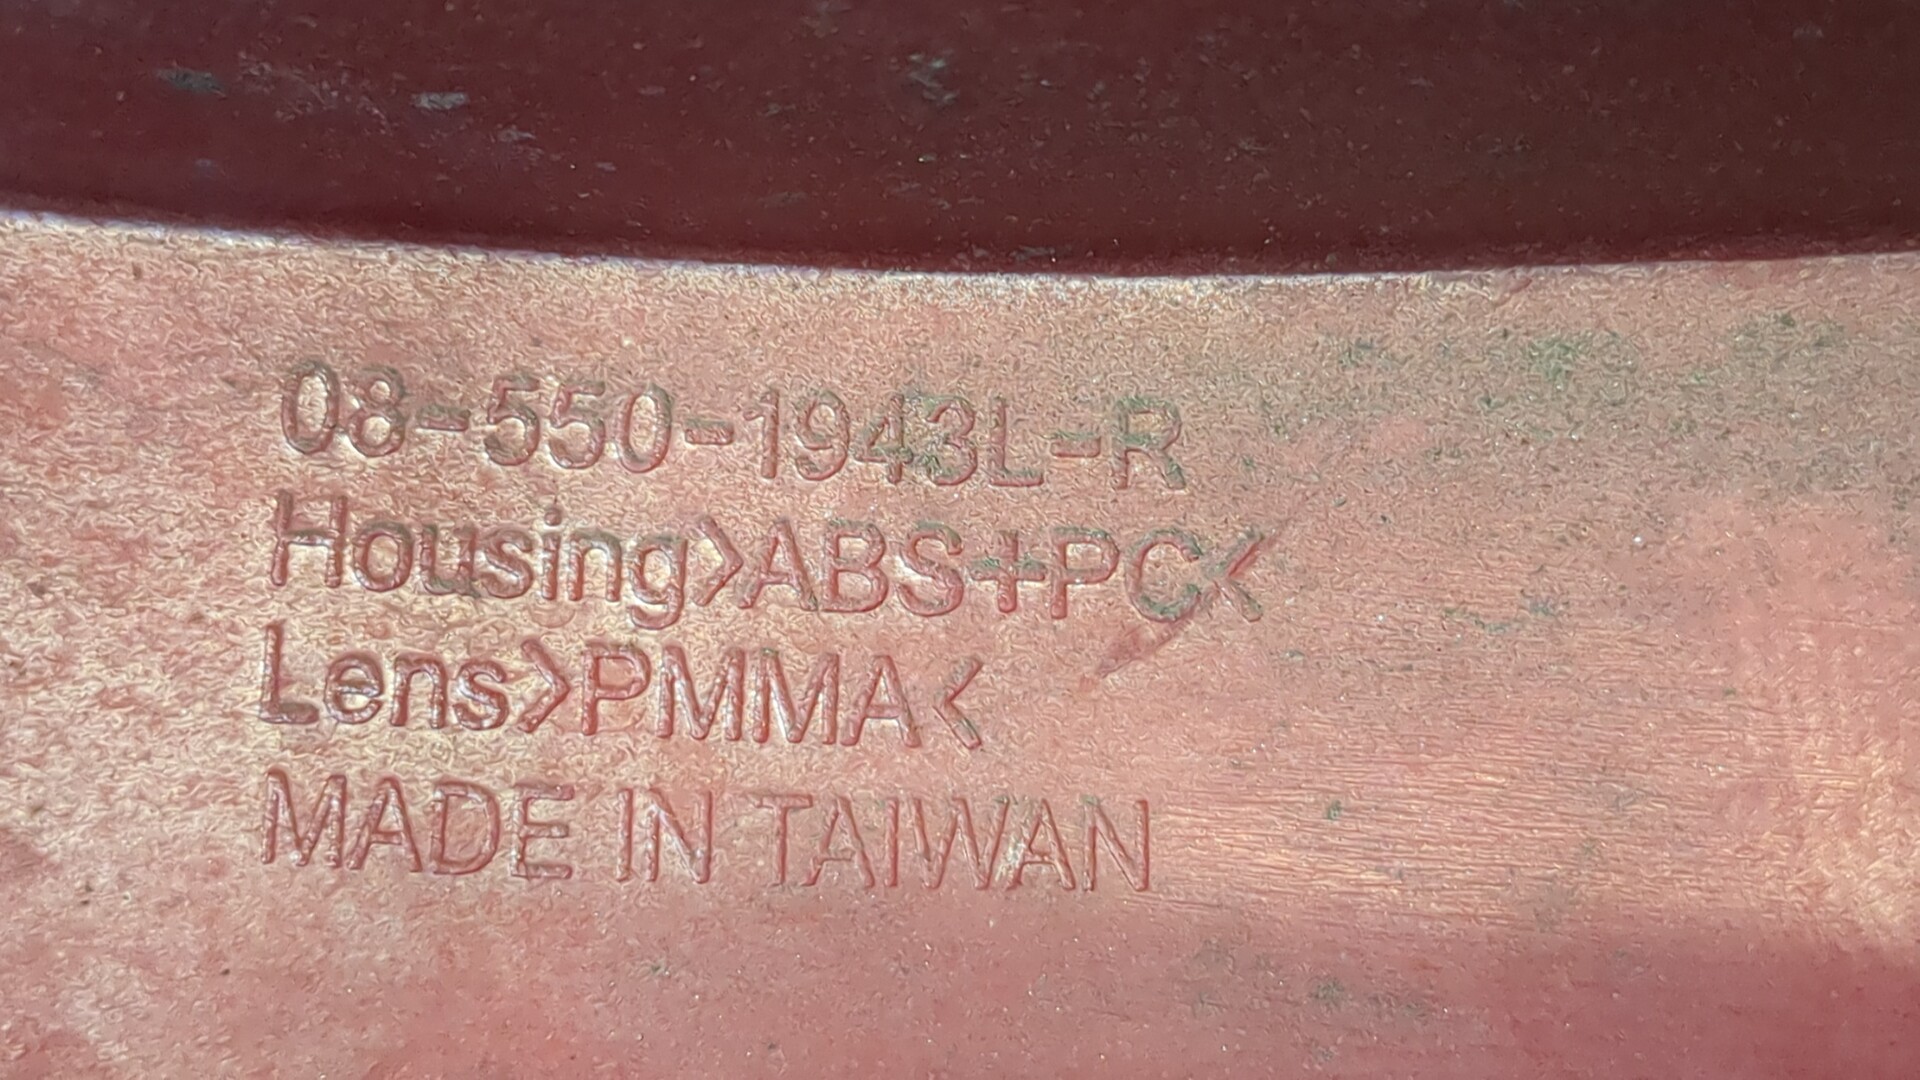 08-550-1943L-R
Housing>ABS+PC<
Lens>PMMA<
MADE IN TAIWAN